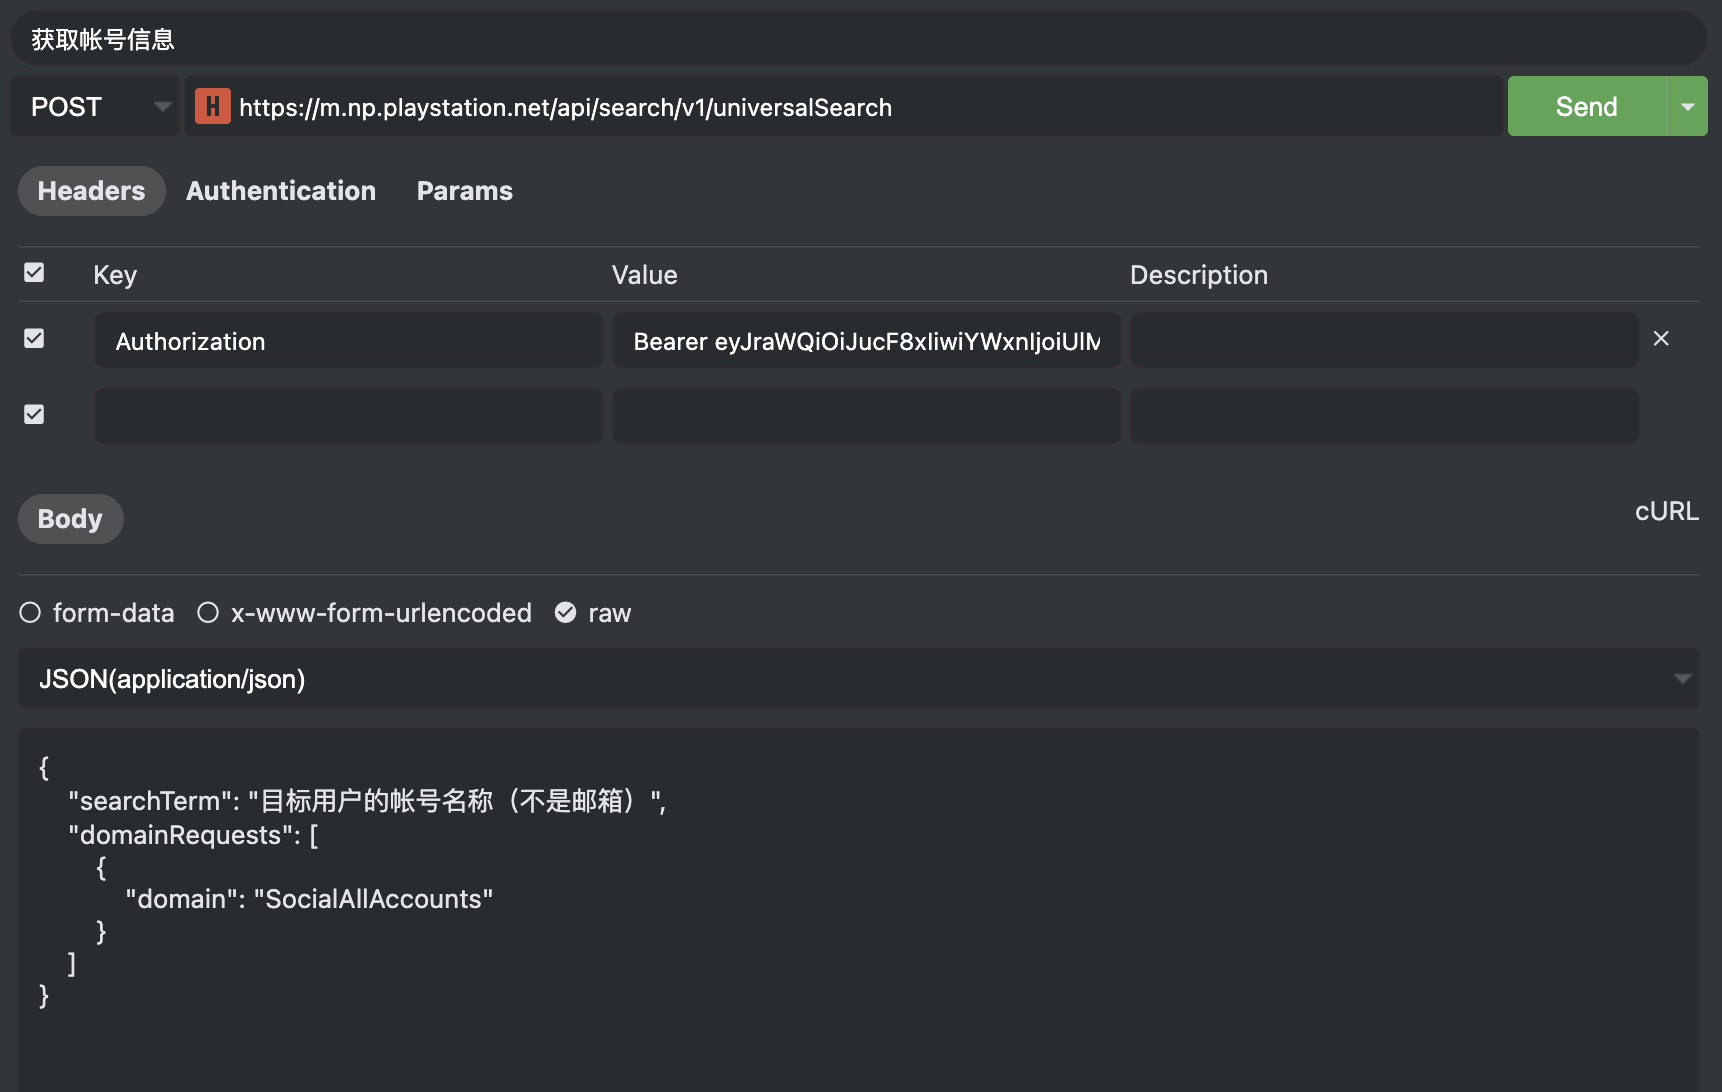 获取帐号信息
POST H https://m.np.playstation.net/api/search/v1/universalSearch Send
Headers Authentication Params
Key Value Description
Authorization Bearer eyJraWQiOiJucF8xIiwiYWxnIjoiUlM
Body cURL
form-data x-www-form-urlencoded raw
JSON(application/json)
{
"searchTerm": "目标用户的帐号名称（不是邮箱）",
"domainRequests": [
{
"domain": "SocialAllAccounts"
}
]
}